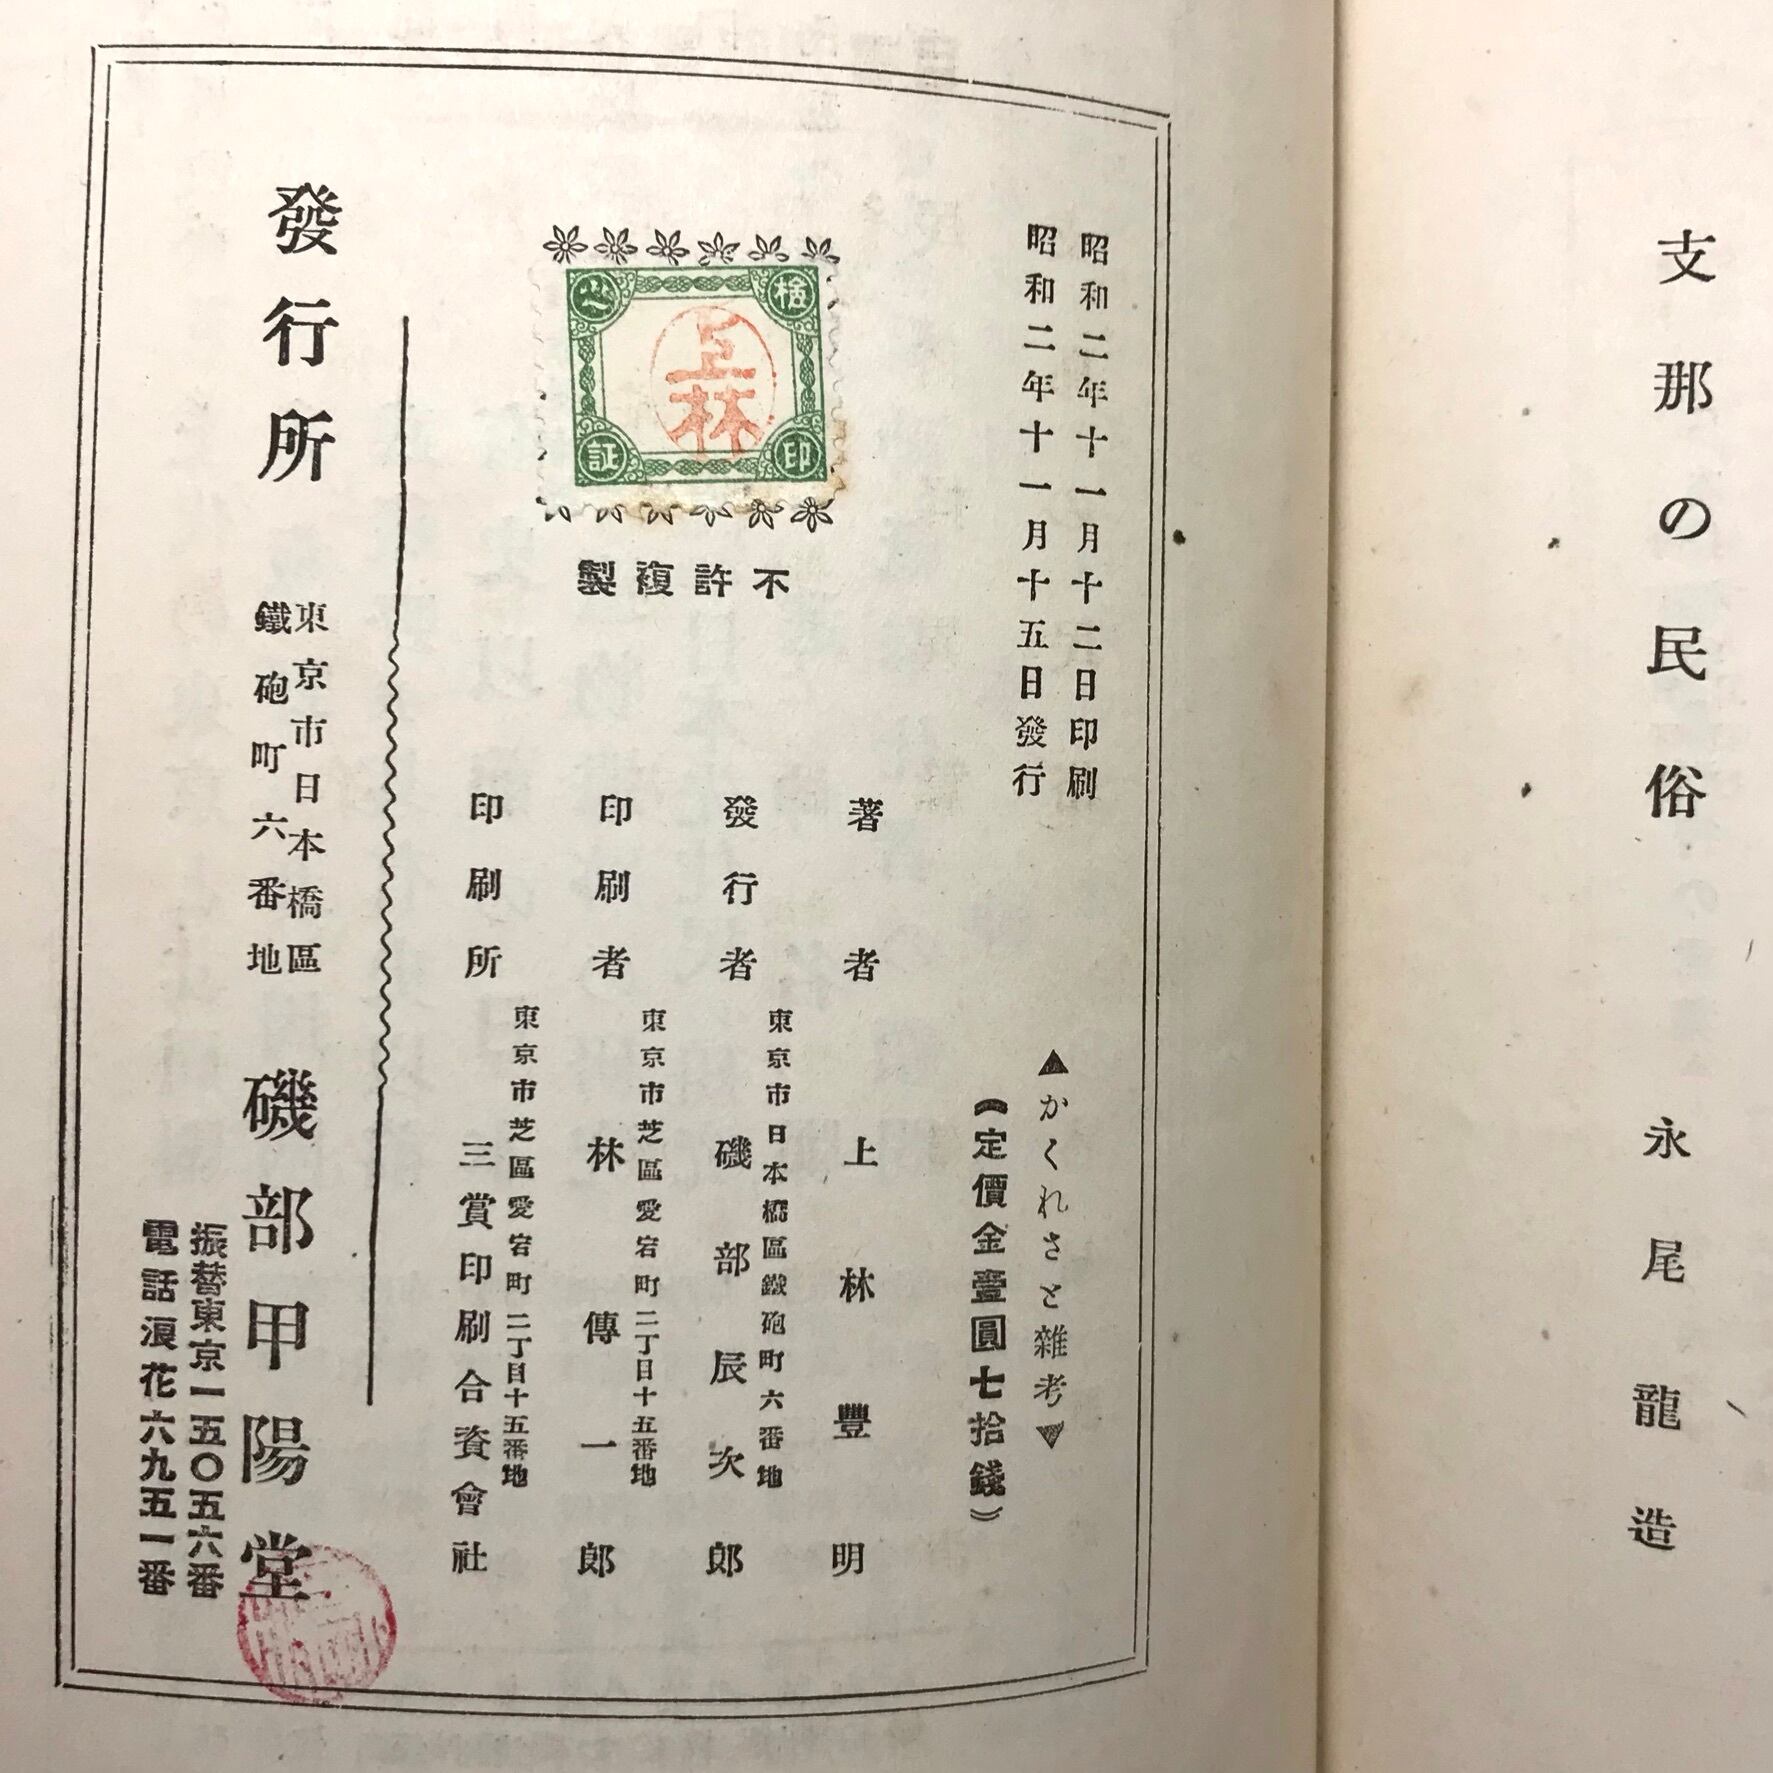 支那の民俗　永尾龍造
昭和二年十一月十二日印刷
昭和二年十一月十五日發行
▲かくれさと雜考▼
(定價金壹圓七拾錢)
檢
之
印
証
上林
不許複製
著者　上林豐明
東京市日本橋區鐵砲町六番地
發行者　磯部辰次郎
東京市芝區愛宕町二丁目十五番地
印刷者　林傳一郎
東京市芝區愛宕町二丁目十五番地
印刷所　三賞印刷合資會社
發行所
東京市日本橋區
鐵砲町六番地
磯部甲陽堂
振替東京一五〇五六番
電話浪花六九五一番